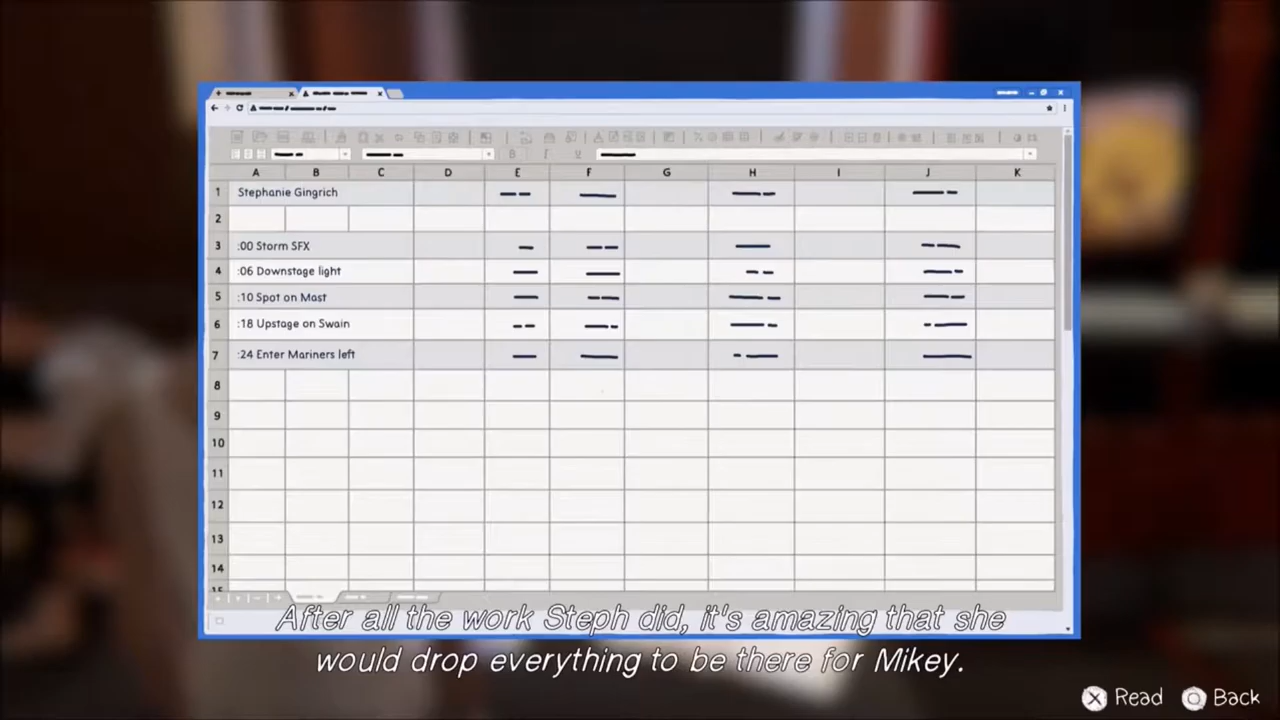 A B C D E F G H I J K
1 Stephanie Gingrich
2
3 :00 Storm SFX
4 :06 Downstage light
5 :10 Spot on Mast
6 :18 Upstage on Swain
7 :24 Enter Mariners left
8
9
10
11
12
13
14
15
After all the work Steph did, it's amazing that she
would drop everything to be there for Mikey.
Read Back